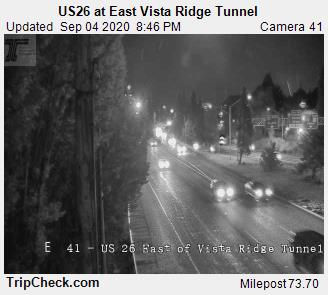 US26 at East Vista Ridge Tunnel
Updated Sep 04 2020 8:46 PM Camera 41
E 41 - US 26 East of Vista Ridge Tunnel
TripCheck.com Milepost 73.70